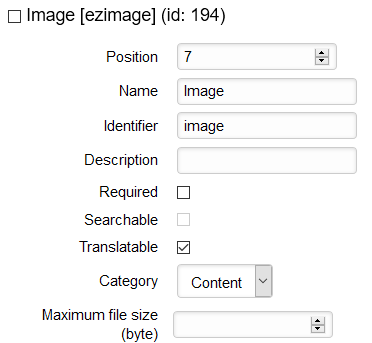 Image [ezimage] (id: 194)
Position 7
Name Image
Identifier image
Description
Required
Searchable
Translatable
Category Content
Maximum file size
(byte)